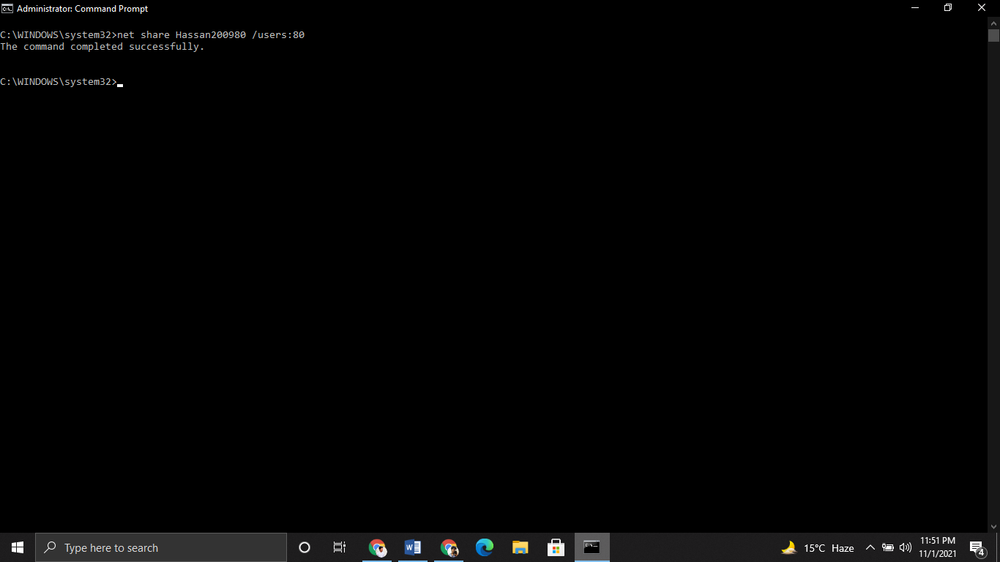 Administrator: Command Prompt
C:\WINDOWS\system32>net share Hassan200980 /users:80
The command completed successfully.
C:\WINDOWS\system32>
Type here to search
15°C Haze
11:51 PM
11/1/2021
4